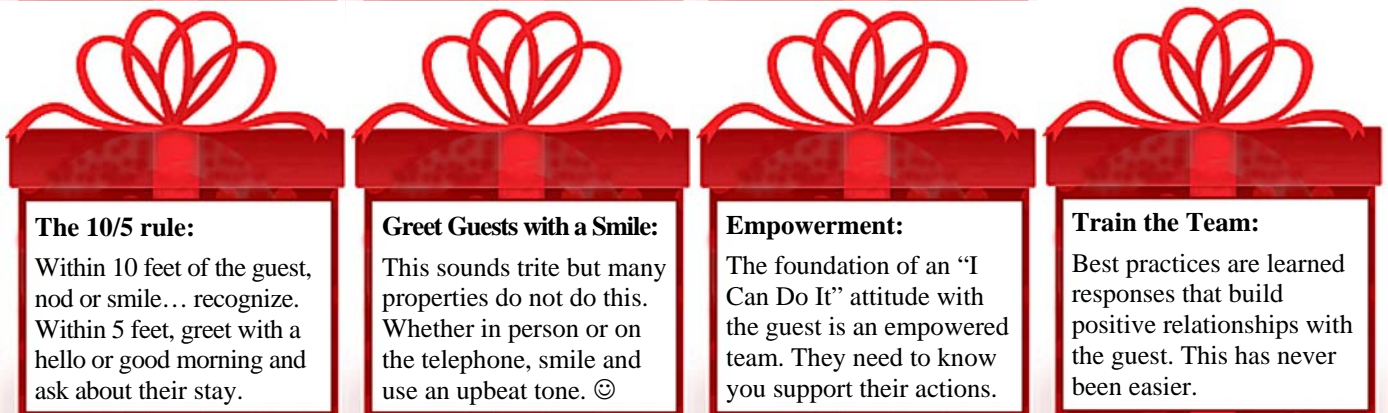 The 10/5 rule:
Within 10 feet of the guest,
nod or smile… recognize.
Within 5 feet, greet with a
hello or good morning and
ask about their stay.
Greet Guests with a Smile:
This sounds trite but many
properties do not do this.
Whether in person or on
the telephone, smile and
use an upbeat tone. ☺
Empowerment:
The foundation of an “I
Can Do It” attitude with
the guest is an empowered
team. They need to know
you support their actions.
Train the Team:
Best practices are learned
responses that build
positive relationships with
the guest. This has never
been easier.